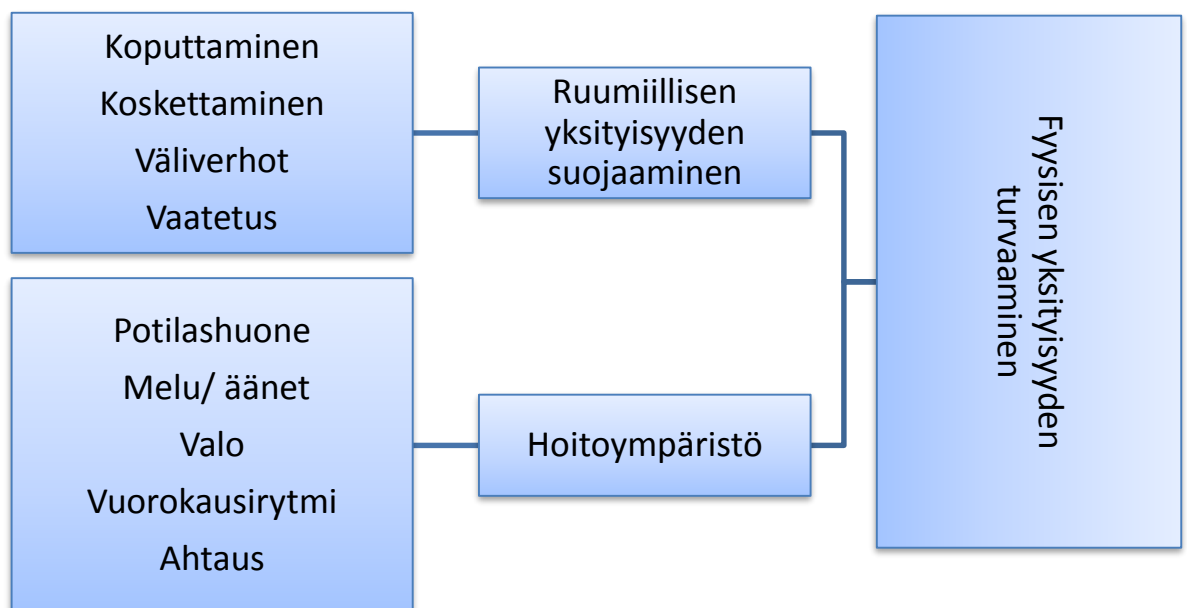 Koputtaminen
Koskettaminen
Väliverhot
Vaatetus
Ruumiillisen
yksityisyyden
suojaaminen
Potilashuone
Melu/ äänet
Valo
Vuorokausirytmi
Ahtaus
Hoitoympäristö
Fyysisen yksityisyyden
turvaaminen